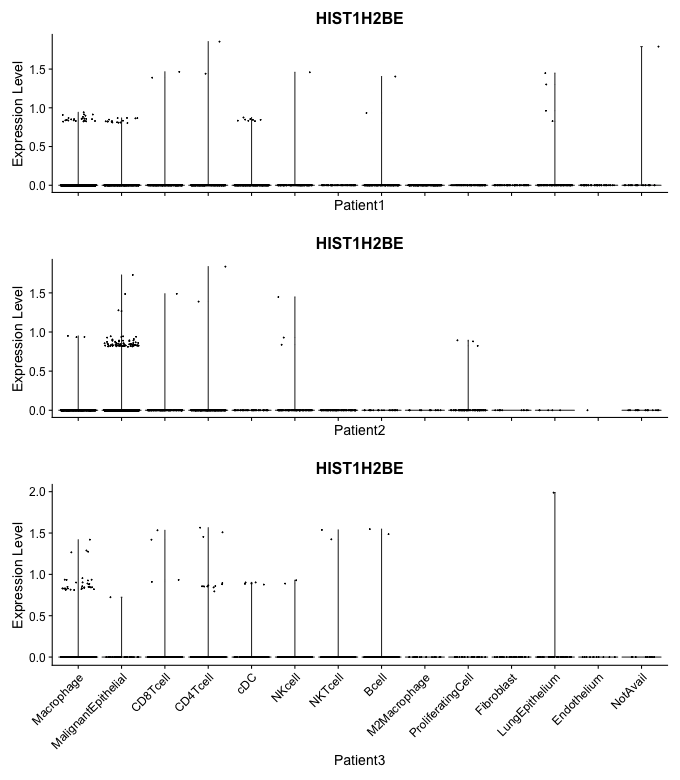 HIST1H2BE
Expression Level
1.5
1.0
0.5
0.0
Patient1
HIST1H2BE
Expression Level
1.5
1.0
0.5
0.0
Patient2
HIST1H2BE
Expression Level
2.0
1.5
1.0
0.5
0.0
Macrophage
MalignantEpithelial
CD8Tcell
CD4Tcell
cDC
NKcell
NKTcell
Bcell
M2Macrophage
ProliferatingCell
Fibroblast
LungEpithelium
Endothelium
NotAvail
Patient3